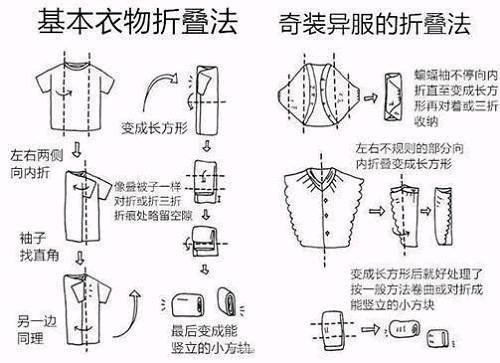 基本衣物折叠法
左右两侧
向内折
袖子
找直角
另一边
同理
变成长方形
像叠被子一样
对折或折三折
折痕处略留空隙
最后变成能
竖立的小方块
奇装异服的折叠法
蝙蝠袖不停向内
折直至变成长方
形再对着或三折
收纳
左右不规则的部分向
内折叠变成长方形
变成长方形后就好处理了
按一般方法卷曲或对折成
能竖立的小方块